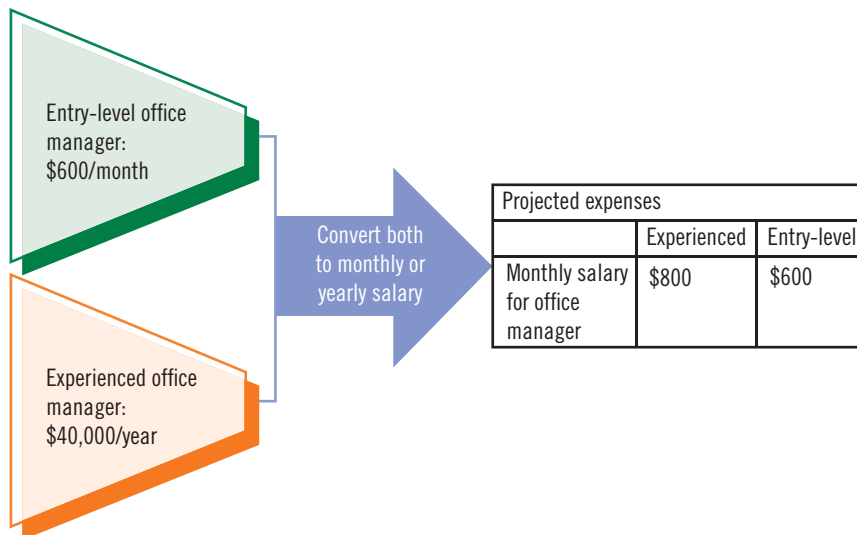 Entry-level office
manager:
$600/month
Experienced office
manager:
$40,000/year
Convert both
to monthly or
yearly salary
Projected expenses
Experienced Entry-level
Monthly salary $800 $600
for office
manager